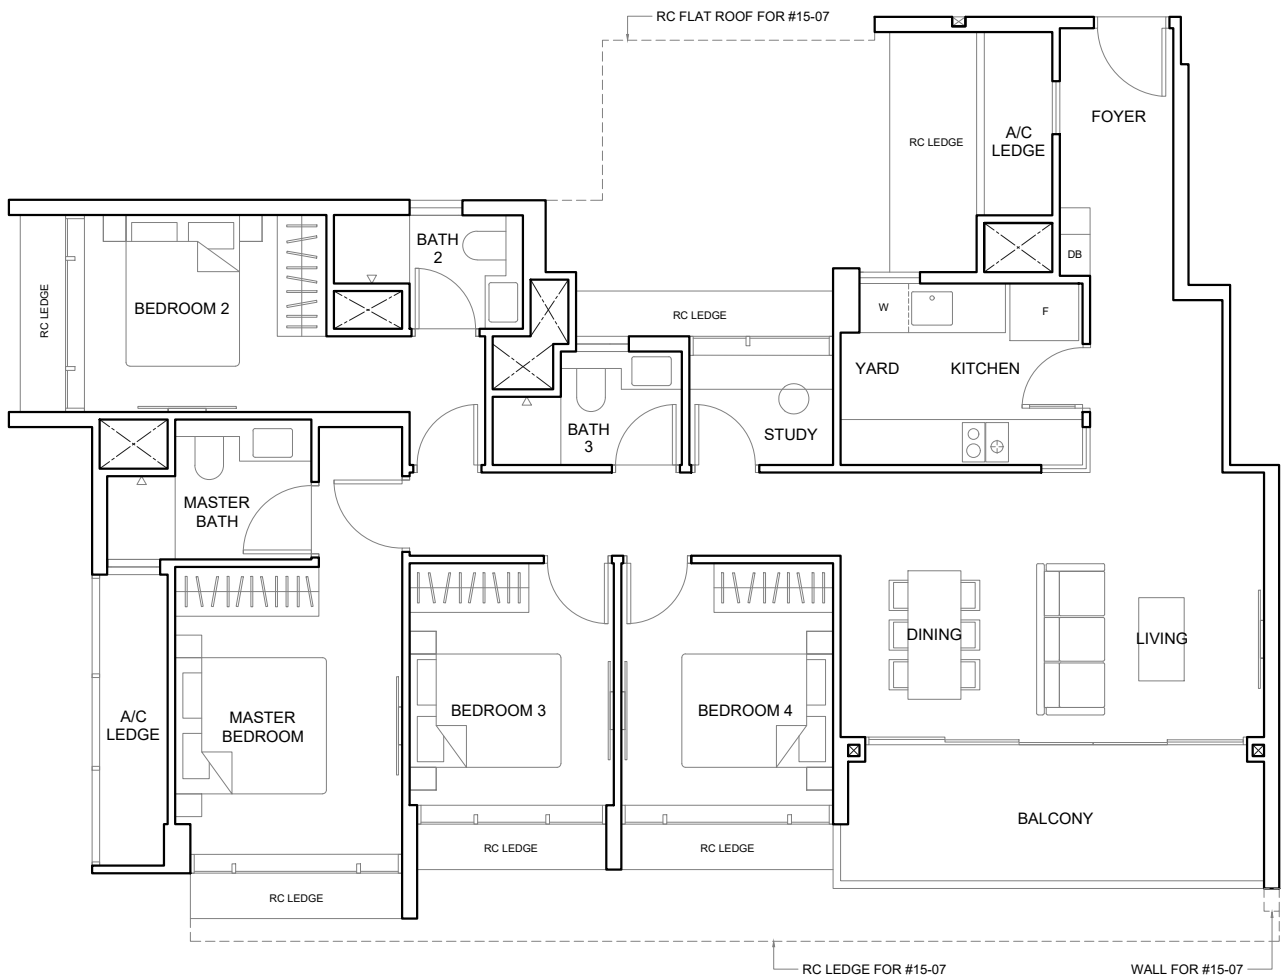 RC FLAT ROOF FOR #15-07
FOYER
A/C
LEDGE
RC LEDGE
BATH
2
DB
BEDROOM 2
RC LEDGE
RC LEDGE
W
F
YARD
KITCHEN
BATH
3
STUDY
MASTER
BATH
DINING
LIVING
A/C
LEDGE
MASTER
BEDROOM
BEDROOM 3
BEDROOM 4
BALCONY
RC LEDGE
RC LEDGE
RC LEDGE
RC LEDGE FOR #15-07
WALL FOR #15-07